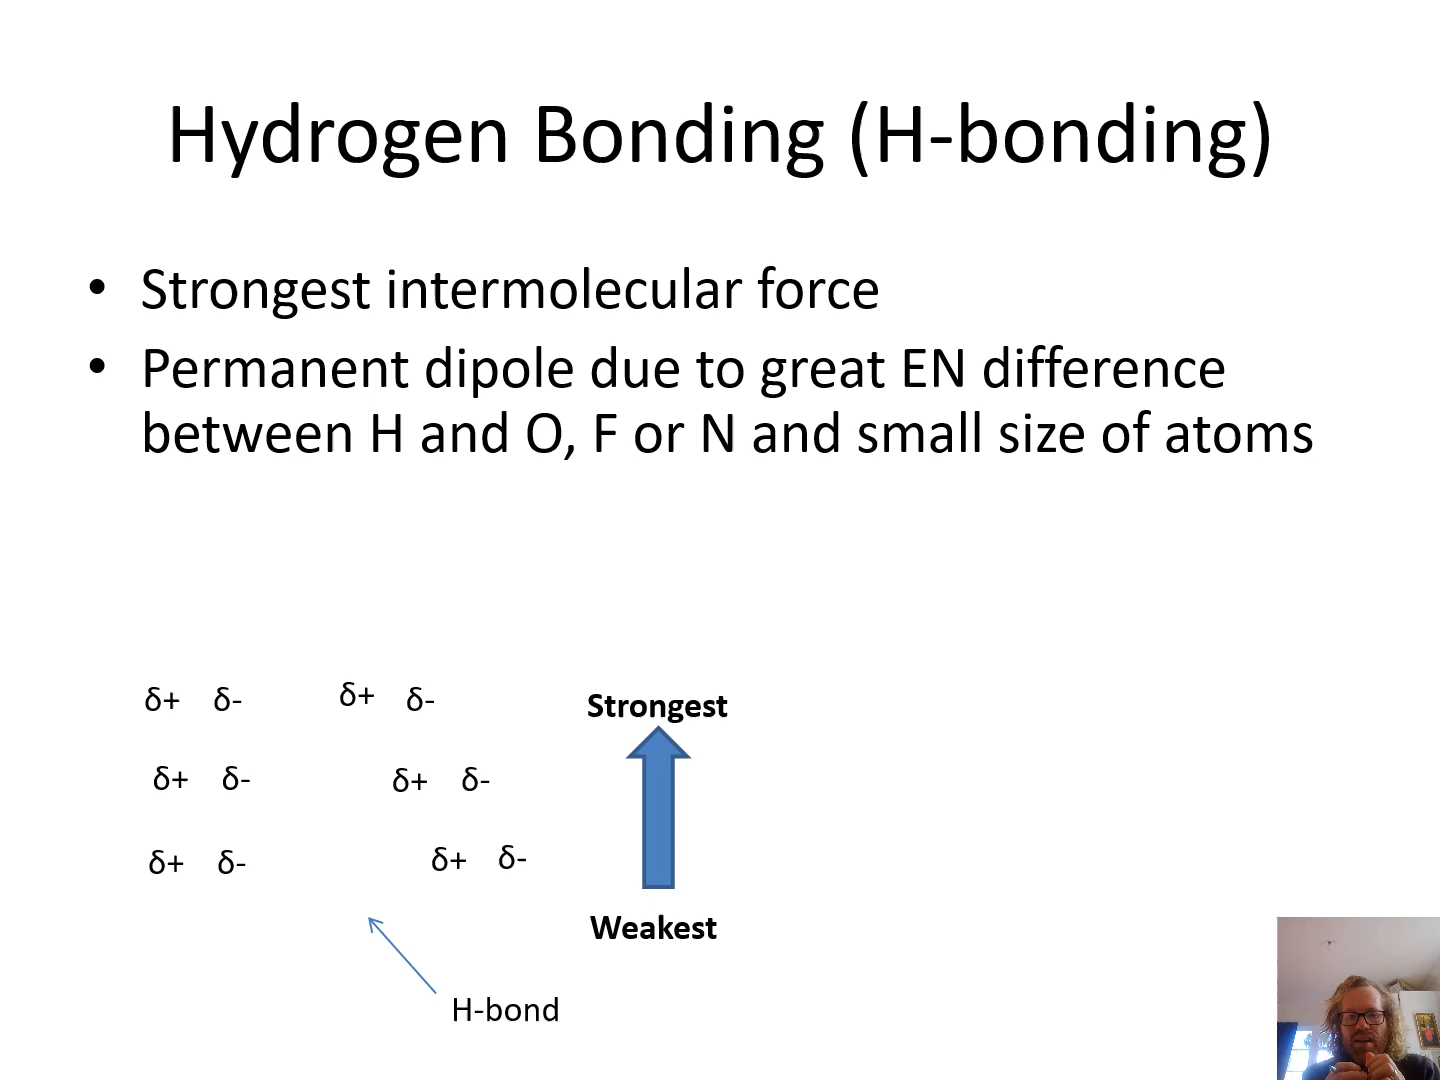 Hydrogen Bonding (H-bonding)
• Strongest intermolecular force
• Permanent dipole due to great EN difference
between H and O, F or N and small size of atoms
δ+ δ- δ+ δ-
Strongest
δ+ δ- δ+ δ-
δ+ δ- δ+ δ-
Weakest
H-bond